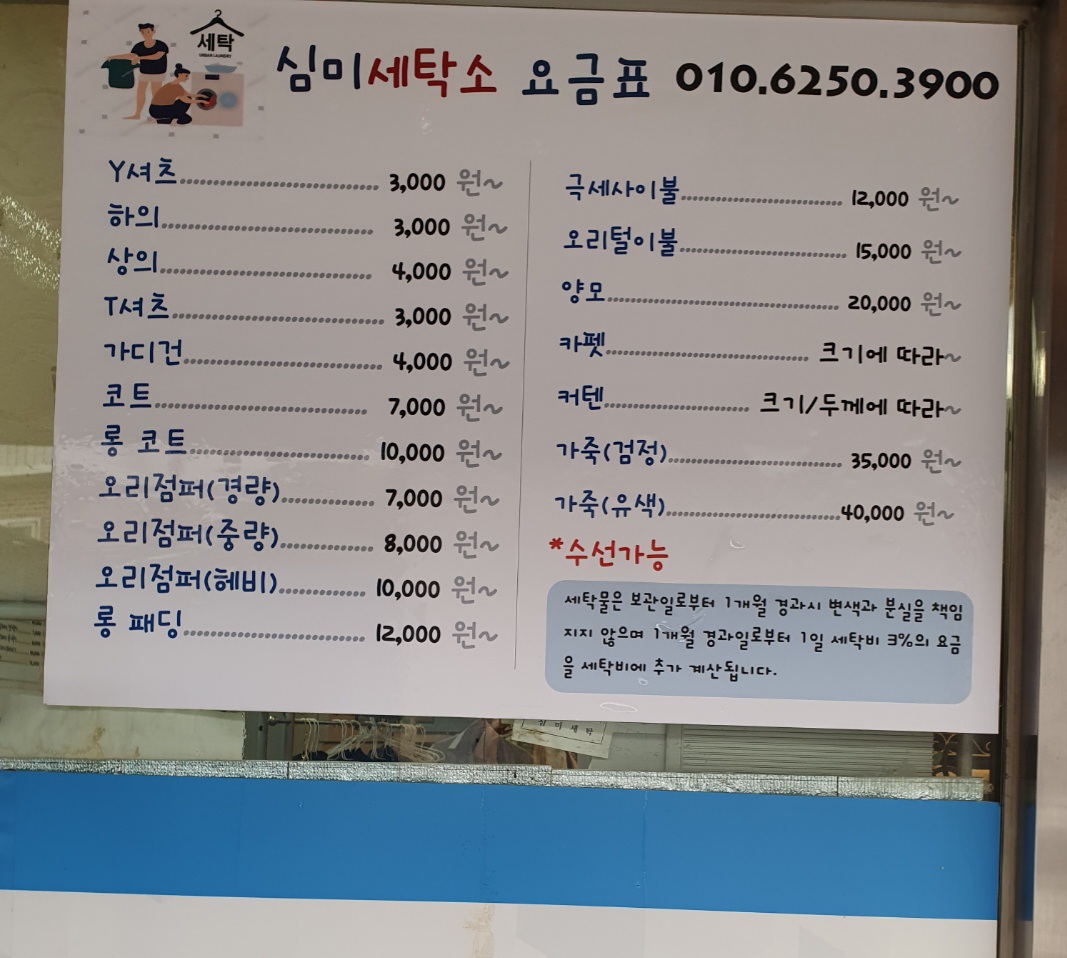 세탁
URBAN LAUNDRY
심미세탁소 요금표 010.6250.3900
Y셔츠 3,000 원~
하의 3,000 원~
상의 4,000 원~
T셔츠 3,000 원~
가디건 4,000 원~
코트 7,000 원~
롱 코트 10,000 원~
오리점퍼(경량) 7,000 원~
오리점퍼(중량) 8,000 원~
오리점퍼(헤비) 10,000 원~
롱 패딩 12,000 원~
극세사이불 12,000 원~
오리털이불 15,000 원~
양모 20,000 원~
카펫 크기에 따라~
커텐 크기/두께에 따라~
가죽(검정) 35,000 원~
가죽(유색) 40,000 원~
*수선가능
세탁물은 보관일로부터 1개월 경과시 변색과 분실을 책임
지지 않으며 1개월 경과일로부터 1일 세탁비 3%의 요금
을 세탁비에 추가 계산됩니다.
심미세탁